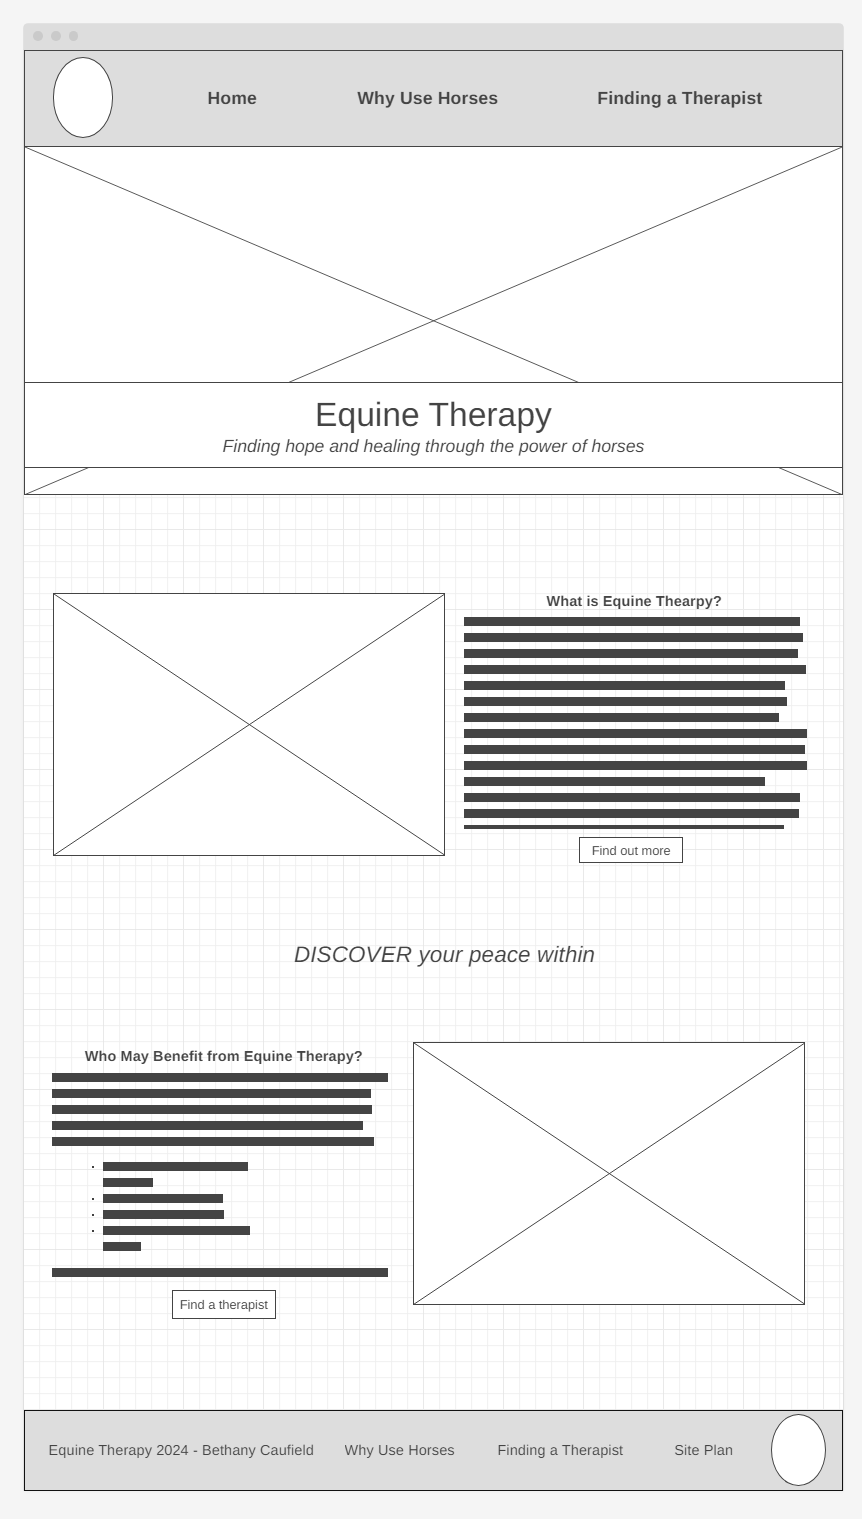 Home
Why Use Horses
Finding a Therapist
Equine Therapy
Finding hope and healing through the power of horses
What is Equine Thearpy?
Find out more
DISCOVER your peace within
Who May Benefit from Equine Therapy?
Find a therapist
Equine Therapy 2024 - Bethany Caufield
Why Use Horses
Finding a Therapist
Site Plan